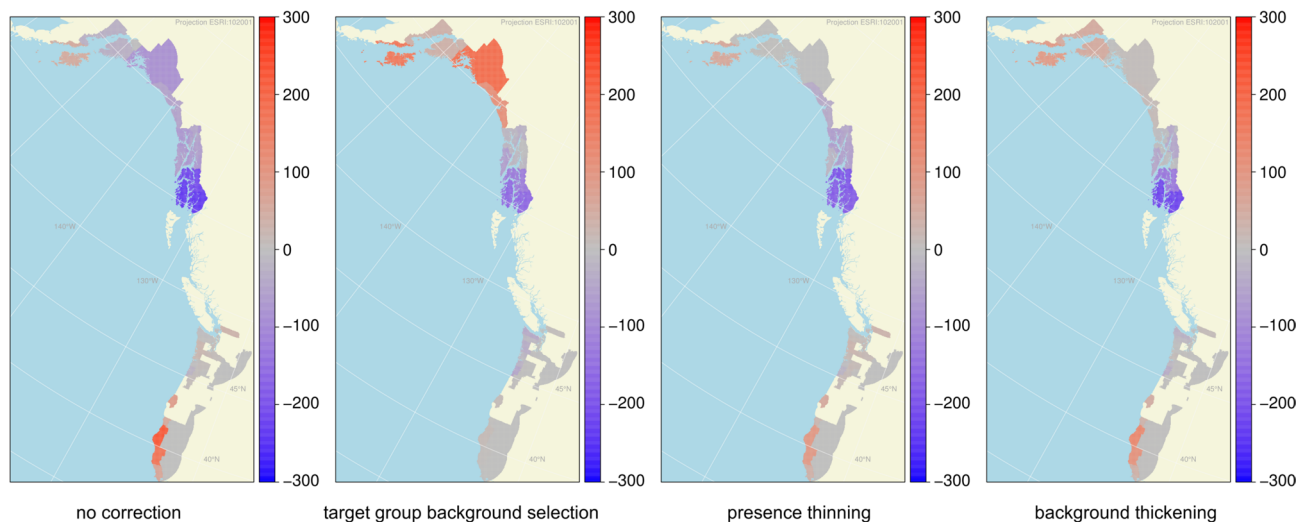 Projection ESRI:102001
140°W
130°W
45°N
40°N
300
200
100
0
−100
−200
−300
no correction
Projection ESRI:102001
140°W
130°W
45°N
40°N
300
200
100
0
−100
−200
−300
target group background selection
Projection ESRI:102001
140°W
130°W
45°N
40°N
300
200
100
0
−100
−200
−300
presence thinning
Projection ESRI:102001
140°W
130°W
45°N
40°N
300
200
100
0
−100
−200
−300
background thickening